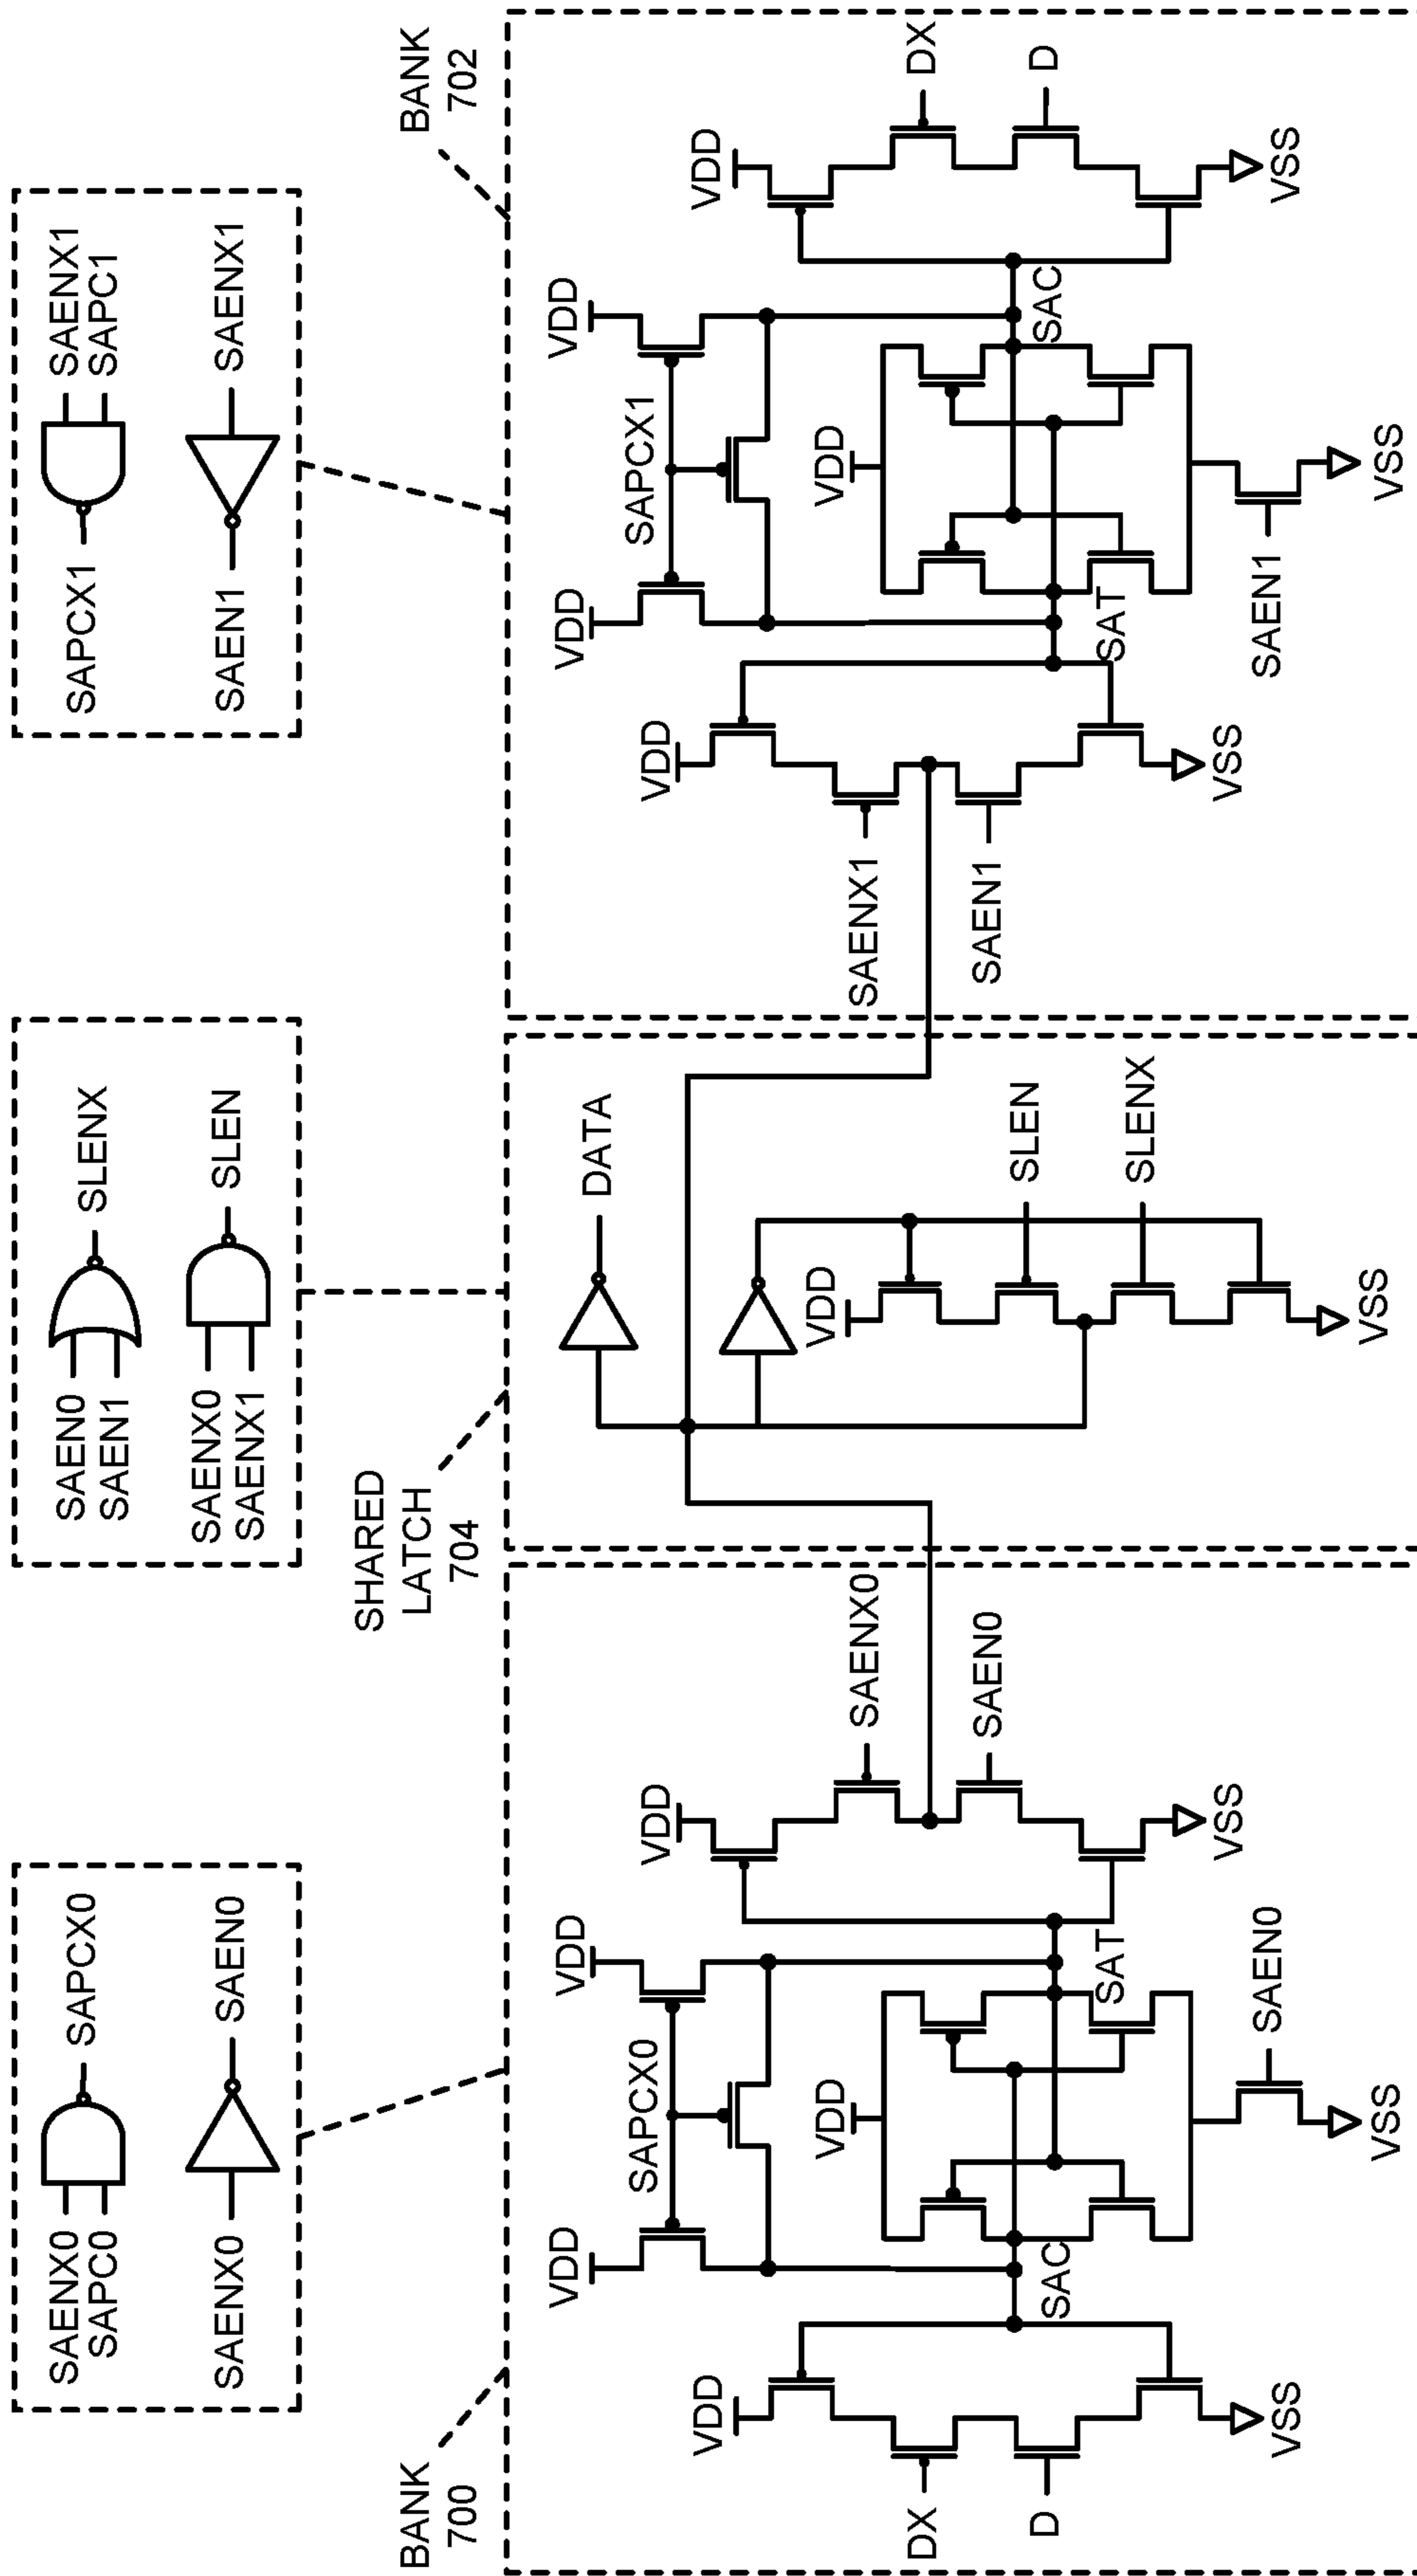 SAENX0
SAPC0
SAPCX0
SAENX0
SAEN0
SAEN0
SAEN1
SLENX
SAENX0
SAENX1
SLEN
SAPCX1
SAENX1
SAPC1
SAEN1
SAENX1
BANK
700
SHARED
LATCH
704
BANK
702
VDD
DX
D
VSS
VDD
SAPCX0
VDD
VDD
SAC
SAT
SAEN0
VSS
VDD
SAENX0
SAEN0
VSS
DATA
VDD
SLEN
SLENX
VSS
VDD
SAENX1
SAEN1
VSS
VDD
SAPCX1
VDD
VDD
SAT
SAC
SAEN1
VSS
VDD
DX
D
VSS